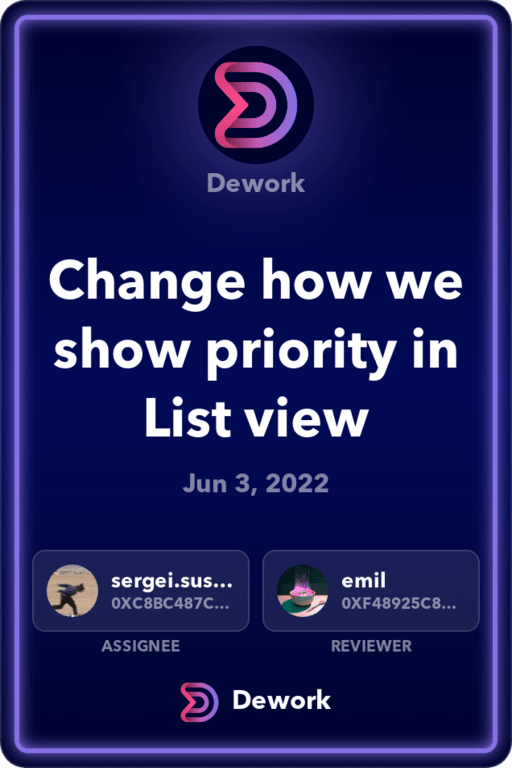 Dework
Change how we
show priority in
List view
Jun 3, 2022
sergei.sus...
0XC8BC487C...
ASSIGNEE
emil
0XF48925C8...
REVIEWER
Dework